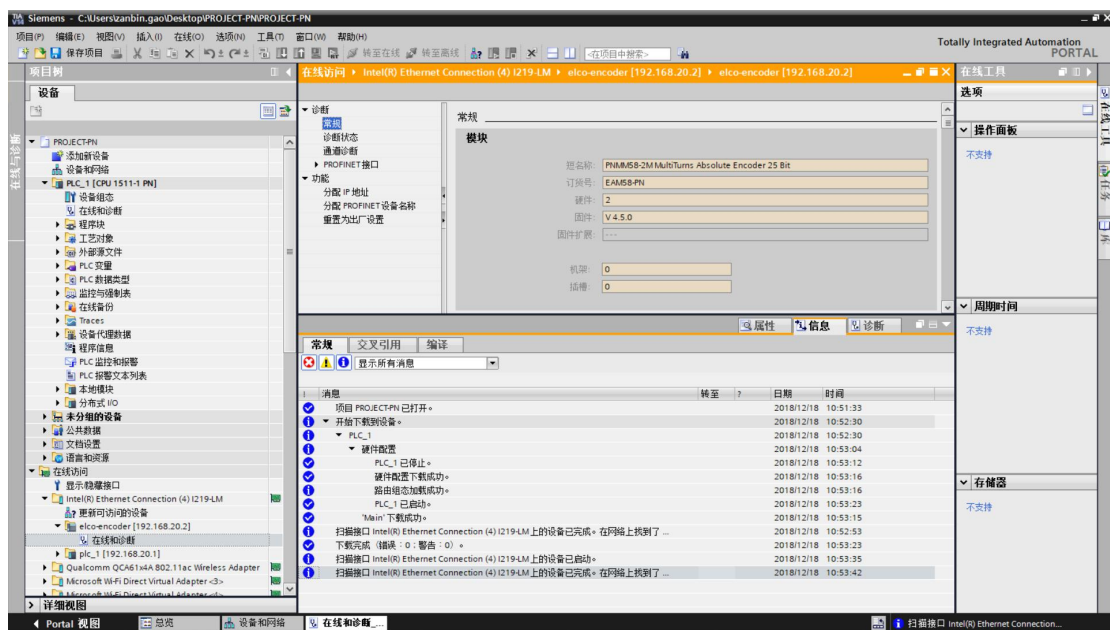 Siemens - C:\Users\zanbin.gao\Desktop\PROJECT-PN\PROJECT-PN
项目(P) 编辑(E) 视图(V) 插入(I) 在线(O) 选项(N) 工具(T) 窗口(W) 帮助(H)
Totally Integrated Automation
PORTAL
保存项目 转至在线 转至离线 <在项目中搜索>
项目树
设备
PROJECT-PN
添加新设备
设备和网络
PLC_1 [CPU 1511-1 PN]
设备组态
在线和诊断
程序块
工艺对象
外部源文件
PLC 变量
PLC 数据类型
监控与强制表
在线备份
Traces
设备代理数据
程序信息
PLC 监控和报警
PLC 报警文本列表
本地模块
分布式 I/O
未分组的设备
公共数据
文档设置
语言和资源
在线访问
显示/隐藏接口
Intel(R) Ethernet Connection (4) I219-LM
更新可访问的设备
elco-encoder [192.168.20.2]
在线和诊断
plc_1 [192.168.20.1]
Qualcomm QCA61x4A 802.11ac Wireless Adapter
Microsoft Wi-Fi Direct Virtual Adapter <3>
详细视图
在线与诊断
在线访问 ▸ Intel(R) Ethernet Connection (4) I219-LM ▸ elco-encoder [192.168.20.2] ▸ elco-encoder [192.168.20.2]
诊断
常规
诊断状态
通道诊断
PROFINET 接口
功能
分配 IP 地址
分配 PROFINET 设备名称
重置为出厂设置
常规
模块
短名称: PNMM58-2M MultiTurns Absolute Encoder 25 Bit
订货号: EAM58-PN
硬件: 2
固件: V 4.5.0
固件扩展: ---
机架: 0
插槽: 0
属性 信息 诊断
常规 交叉引用 编译
显示所有消息
! 消息 转至 ? 日期 时间
项目 PROJECT-PN 已打开。 2018/12/18 10:51:33
开始下载到设备。 2018/12/18 10:52:30
PLC_1 2018/12/18 10:52:30
硬件配置 2018/12/18 10:53:04
PLC_1 已停止。 2018/12/18 10:53:12
硬件配置下载成功。 2018/12/18 10:53:16
路由组态加载成功。 2018/12/18 10:53:16
PLC_1 已启动。 2018/12/18 10:53:23
'Main' 下载成功。 2018/12/18 10:53:15
扫描接口 Intel(R) Ethernet Connection (4) I219-LM 上的设备已完成。在网络上找到了 ... 2018/12/18 10:52:53
下载完成(错误:0;警告:0)。 2018/12/18 10:53:23
扫描接口 Intel(R) Ethernet Connection (4) I219-LM 上的设备已启动。 2018/12/18 10:53:35
扫描接口 Intel(R) Ethernet Connection (4) I219-LM 上的设备已完成。在网络上找到了 ... 2018/12/18 10:53:42
在线工具
选项
操作面板
不支持
周期时间
不支持
存储器
不支持
在线工具
任务
库
Portal 视图 总览 设备和网络 在线和诊断_... 扫描接口 Intel(R) Ethernet Connection...